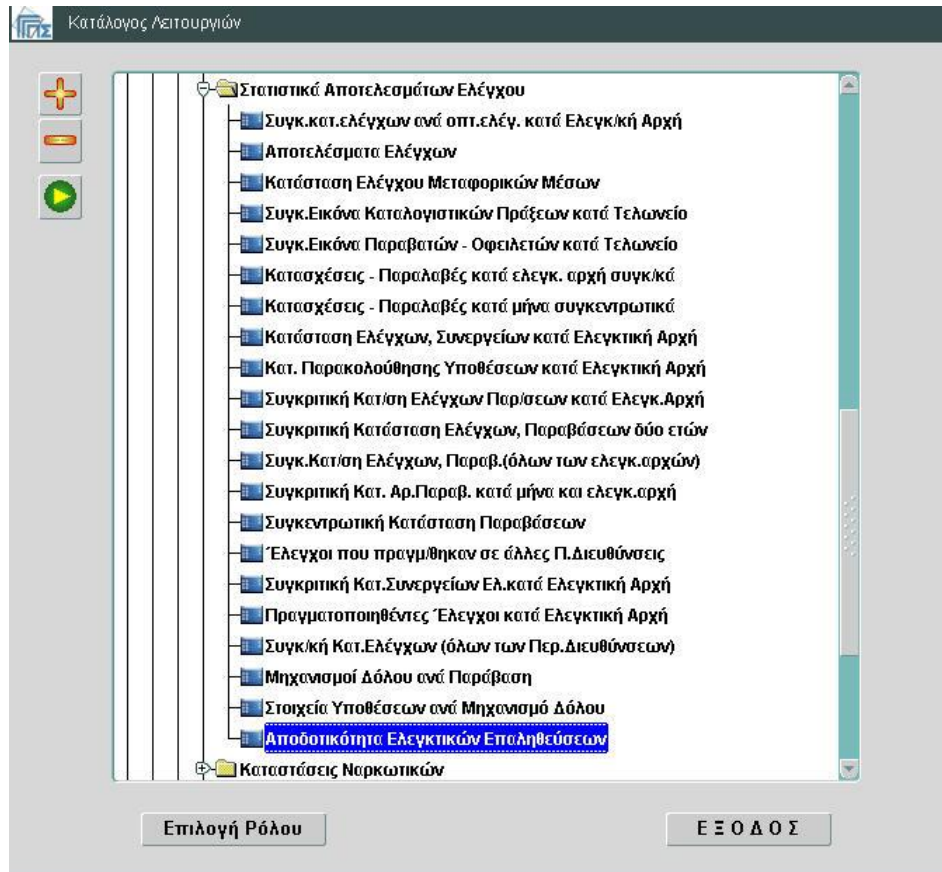 ΓΓΠΣ
Κατάλογος Λειτουργιών
Στατιστικά Αποτελεσμάτων Ελέγχου
Συγκ.κατ.ελέγχων ανά οπτ.ελέγ. κατά Ελεγκ/κή Αρχή
Αποτελέσματα Ελέγχων
Κατάσταση Ελέγχου Μεταφορικών Μέσων
Συγκ.Εικόνα Καταλογιστικών Πράξεων κατά Τελωνείο
Συγκ.Εικόνα Παραβατών - Οφειλετών κατά Τελωνείο
Κατασχέσεις - Παραλαβές κατά ελεγκ. αρχή συγκ/κά
Κατασχέσεις - Παραλαβές κατά μήνα συγκεντρωτικά
Κατάσταση Ελέγχων, Συνεργείων κατά Ελεγκτική Αρχή
Κατ. Παρακολούθησης Υποθέσεων κατά Ελεγκτική Αρχή
Συγκριτική Κατ/ση Ελέγχων Παρ/σεων κατά Ελεγκ.Αρχή
Συγκριτική Κατάσταση Ελέγχων, Παραβάσεων δύο ετών
Συγκ.Κατ/ση Ελέγχων, Παραβ.(όλων των ελεγκ.αρχών)
Συγκριτική Κατ. Αρ.Παραβ. κατά μήνα και ελεγκ.αρχή
Συγκεντρωτική Κατάσταση Παραβάσεων
Έλεγχοι που πραγμ/θηκαν σε άλλες Π.Διευθύνσεις
Συγκριτική Κατ.Συνεργείων Ελ.κατά Ελεγκτική Αρχή
Πραγματοποιηθέντες Έλεγχοι κατά Ελεγκτική Αρχή
Συγκ/κή Κατ.Ελέγχων (όλων των Περ.Διευθύνσεων)
Μηχανισμοί Δόλου ανά Παράβαση
Στοιχεία Υποθέσεων ανά Μηχανισμό Δόλου
Αποδοτικότητα Ελεγκτικών Επαληθεύσεων
Καταστάσεις Ναρκωτικών
Επιλογή Ρόλου
Ε Ξ Ο Δ Ο Σ